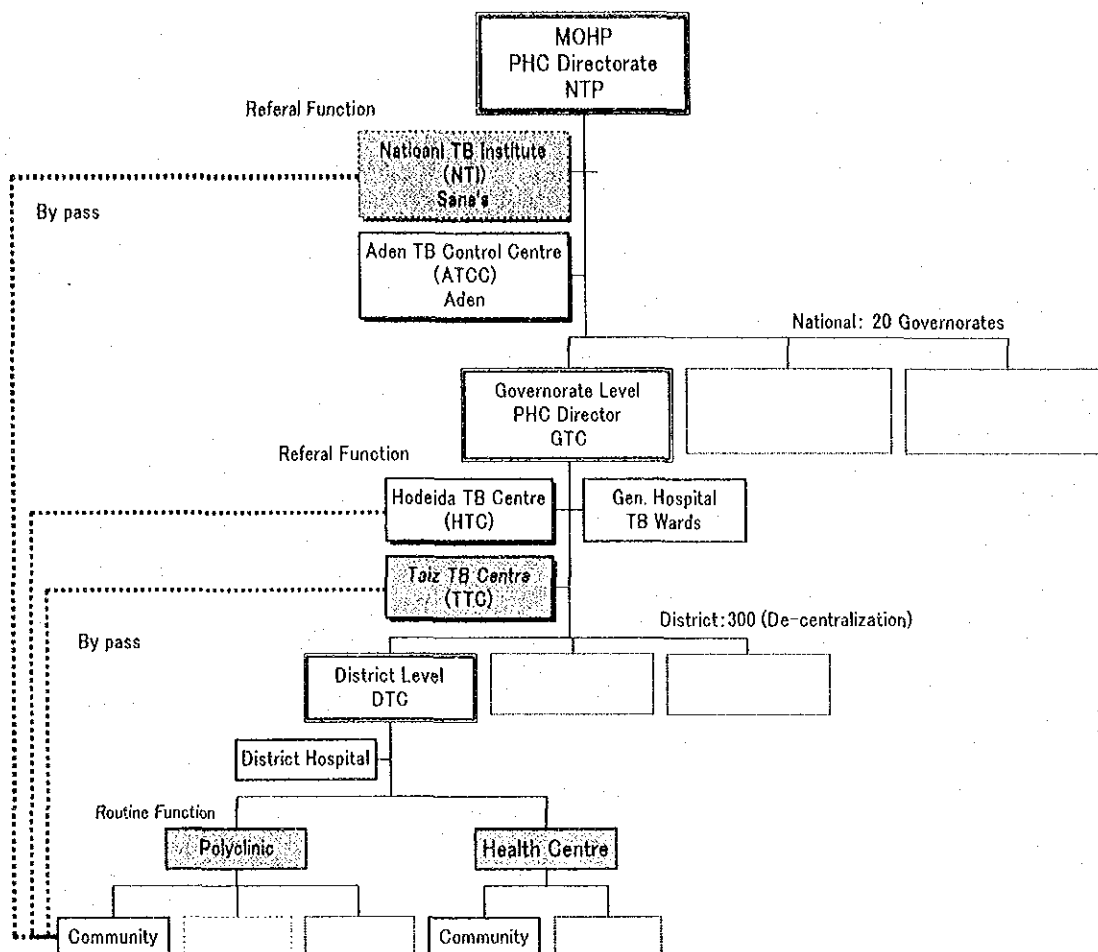 MOHP
PHC Directorate
NTP
Referal Function
National TB Institute
(NTI)
Sana's
By pass
Aden TB Control Centre
(ATCC)
Aden
National: 20 Governorates
Governorate Level
PHC Director
GTC
Referal Function
Hodeida TB Centre
(HTC)
Gen. Hospital
TB Wards
Taiz TB Centre
(TTC)
By pass
District:300 (De-centralization)
District Level
DTC
District Hospital
Routine Function
Polyclinic
Health Centre
Community
Community